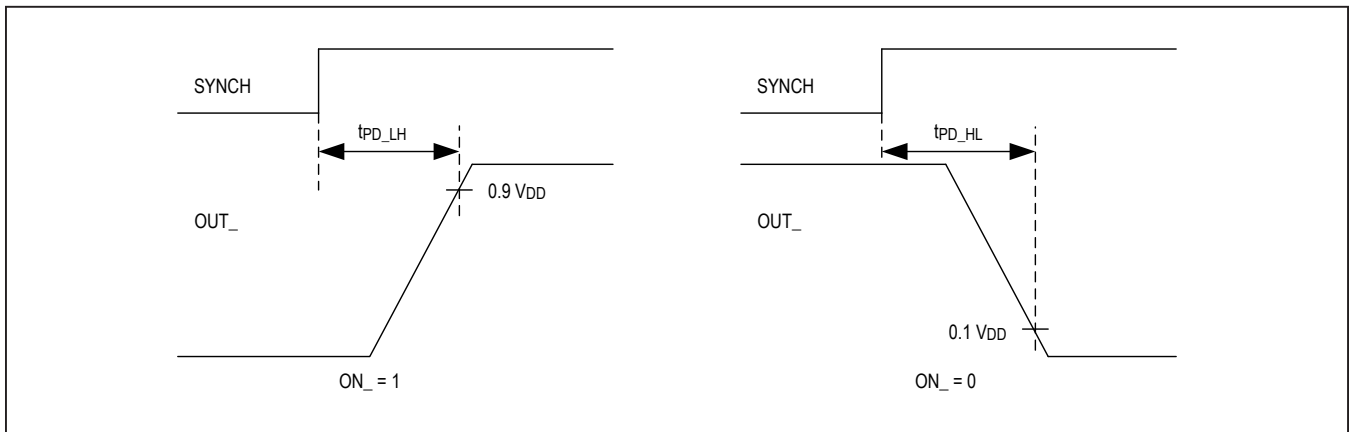 SYNCH
tPD_LH
0.9 VDD
OUT_
ON_ = 1
SYNCH
tPD_HL
OUT_
0.1 VDD
ON_ = 0